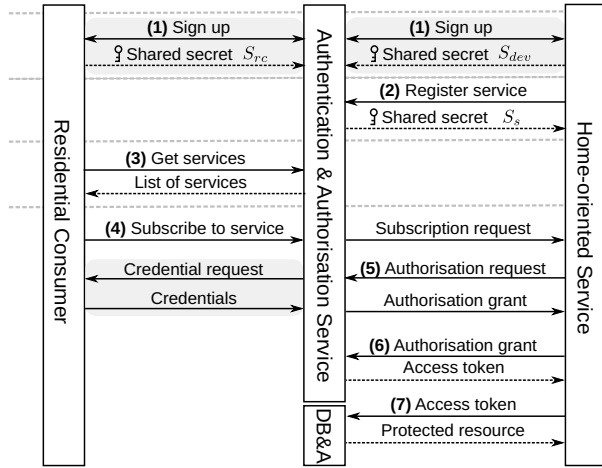 (1) Sign up
Shared secret S_rc
(1) Sign up
Shared secret S_dev
(2) Register service
Shared secret S_s
(3) Get services
List of services
(4) Subscribe to service
Subscription request
Credential request
(5) Authorisation request
Credentials
Authorisation grant
(6) Authorisation grant
Access token
(7) Access token
Protected resource
Residential Consumer
Authentication & Authorisation Service
DB&A
Home-oriented Service